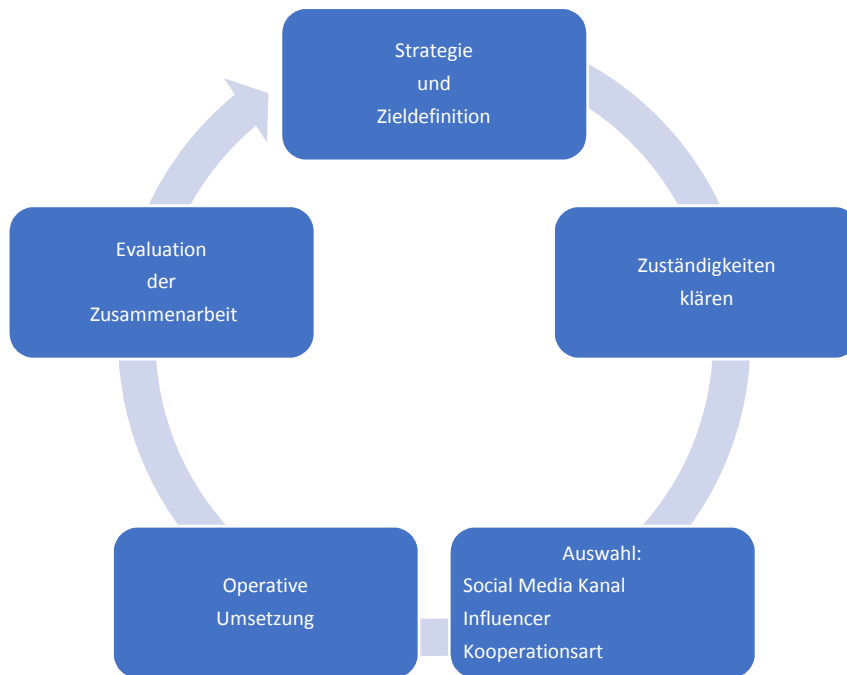 Strategie
und
Zieldefinition
Zuständigkeiten
klären
Auswahl:
Social Media Kanal
Influencer
Kooperationsart
Operative
Umsetzung
Evaluation
der
Zusammenarbeit